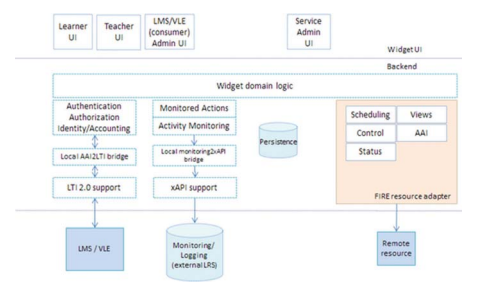 Learner
UI
Teacher
UI
LMS/VLE
(consumer)
Admin UI
Service
Admin
UI
Widget UI
Backend
Widget domain logic
Authentication
Authorization
Identity/Accounting
Monitored Actions
Activity Monitoring
Local AAI2LTI bridge
Local monitoring2xAPI
bridge
LTI 2.0 support
xAPI support
Persistence
Scheduling
Views
Control
AAI
Status
FIRE resource adapter
LMS / VLE
Monitoring/
Logging
(external LRS)
Remote
resource